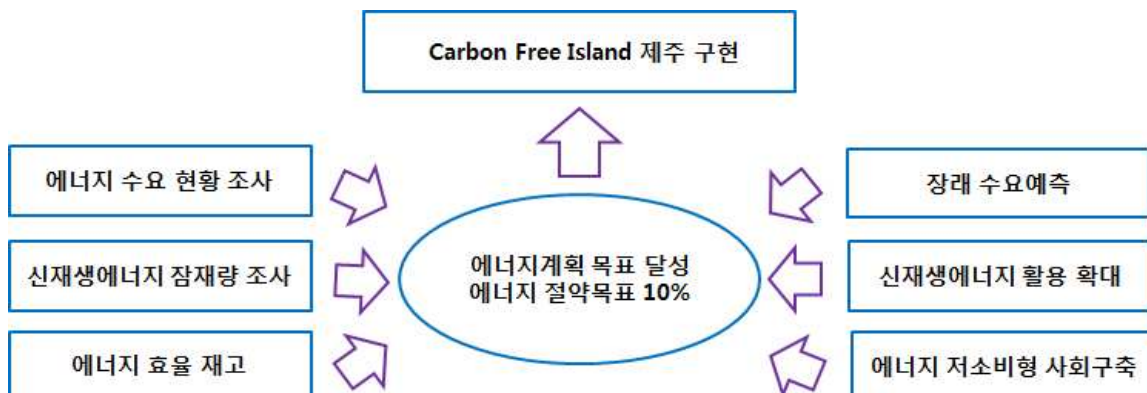 Carbon Free Island 제주 구현
에너지 수요 현황 조사
장래 수요예측
신재생에너지 잠재량 조사
에너지계획 목표 달성
에너지 절약목표 10%
신재생에너지 활용 확대
에너지 효율 재고
에너지 저소비형 사회구축